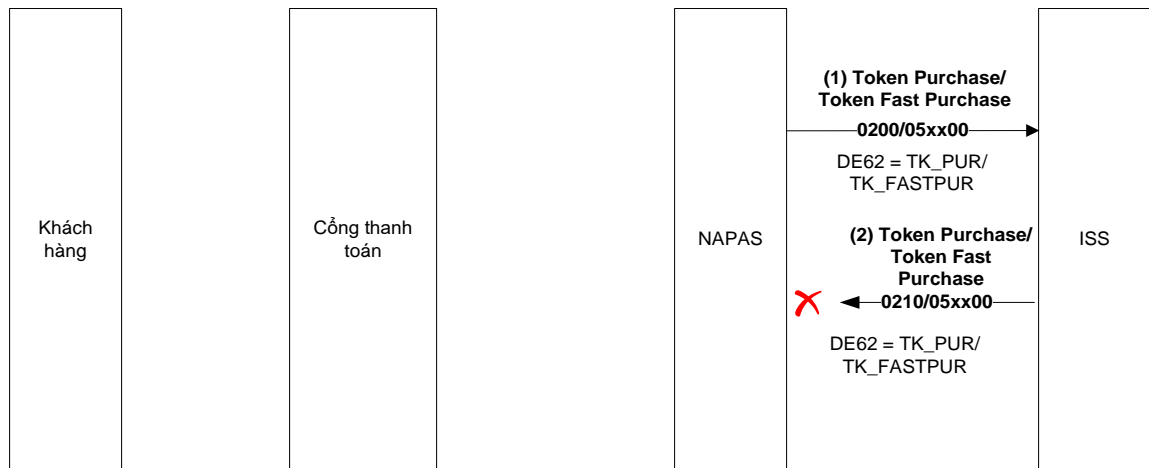 (1) Token Purchase/
Token Fast Purchase
0200/05xx00
DE62 = TK_PUR/
TK_FASTPUR
Khách
hàng
Cổng thanh
toán
NAPAS
(2) Token Purchase/
Token Fast
Purchase
0210/05xx00
ISS
DE62 = TK_PUR/
TK_FASTPUR